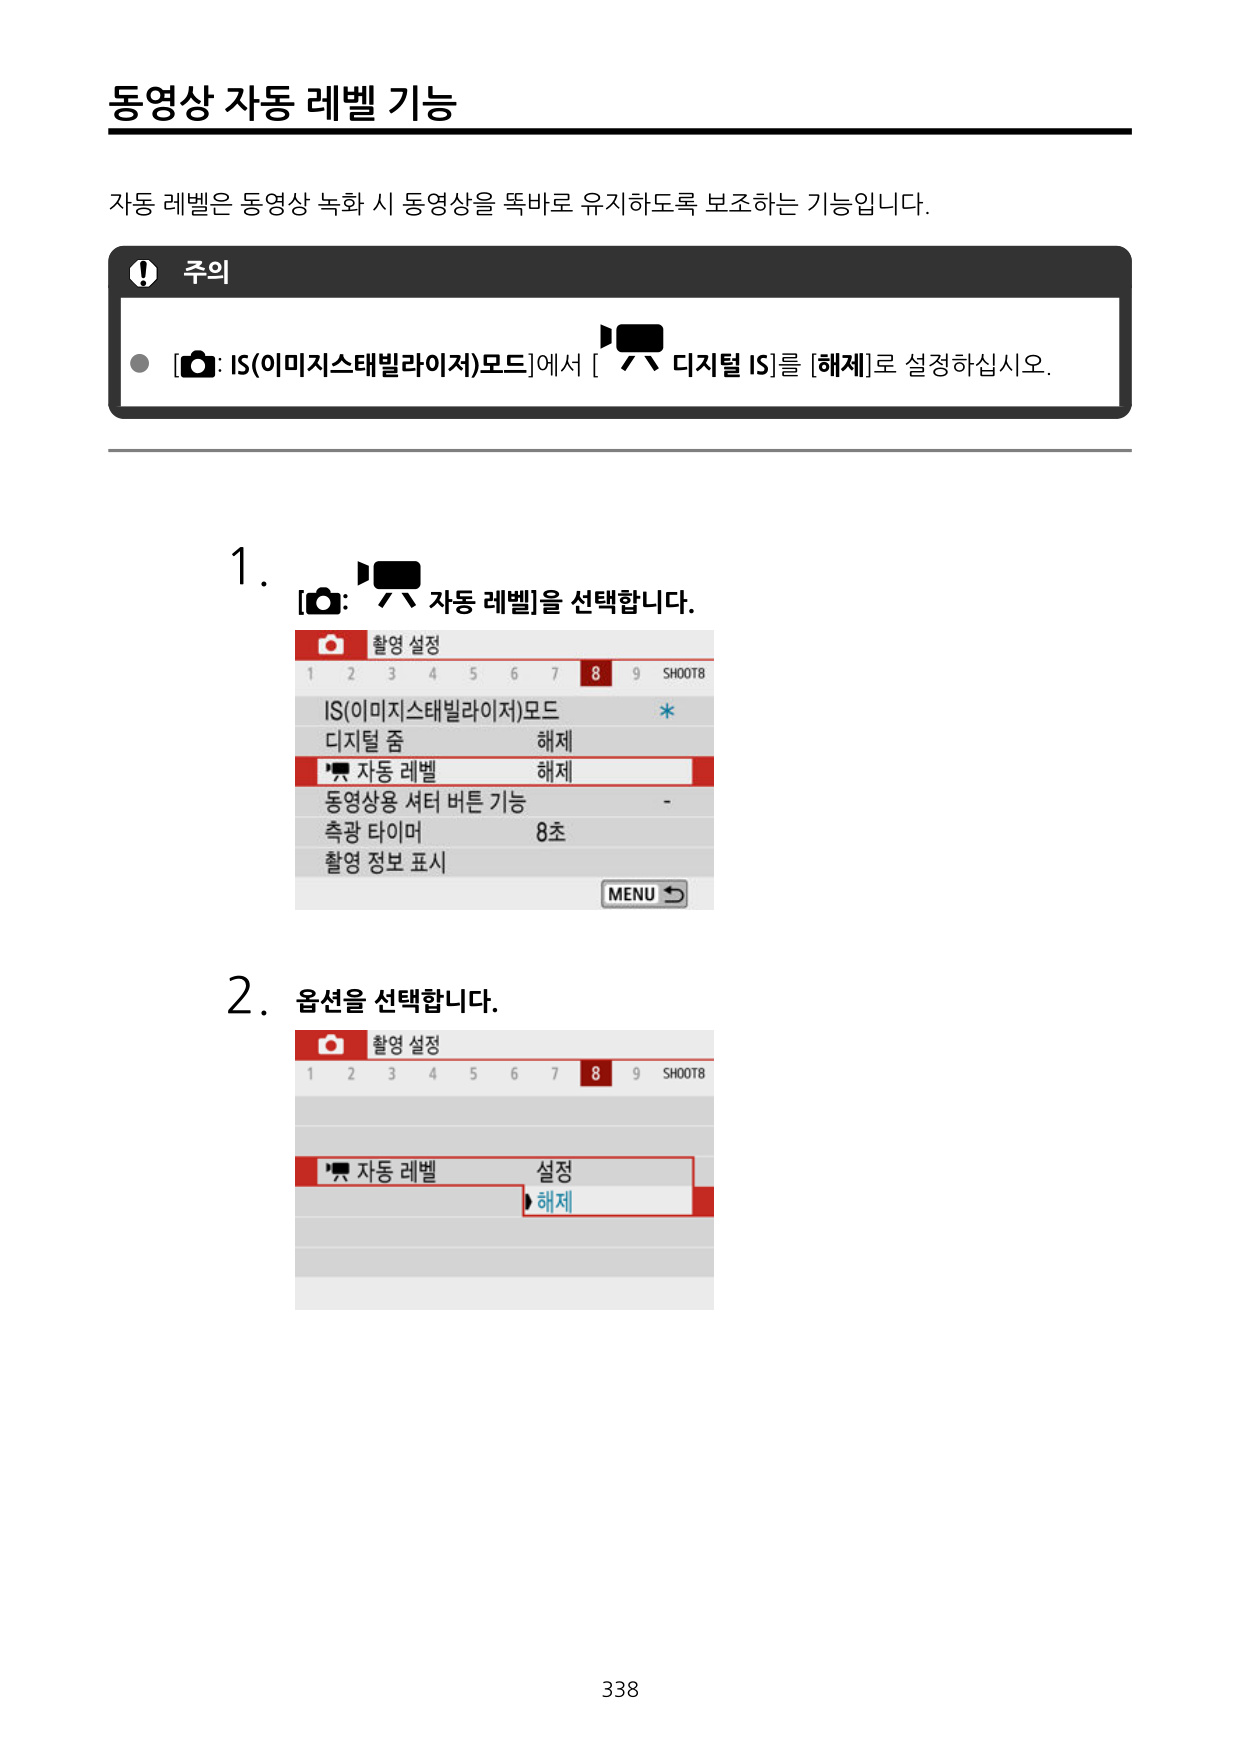 동영상 자동 레벨 기능
자동 레벨은 동영상 녹화 시 동영상을 똑바로 유지하도록 보조하는 기능입니다.
주의
● [: IS(이미지스태빌라이저)모드]에서 [ 디지털 IS]를 [해제]로 설정하십시오.
1. [: 자동 레벨]을 선택합니다.
촬영 설정
1 2 3 4 5 6 7 8 9 SHOOT8
IS(이미지스태빌라이저)모드 *
디지털 줌 해제
자동 레벨 해제
동영상용 셔터 버튼 기능 -
측광 타이머 8초
촬영 정보 표시
MENU
2. 옵션을 선택합니다.
촬영 설정
1 2 3 4 5 6 7 8 9 SHOOT8
자동 레벨 설정
해제
338